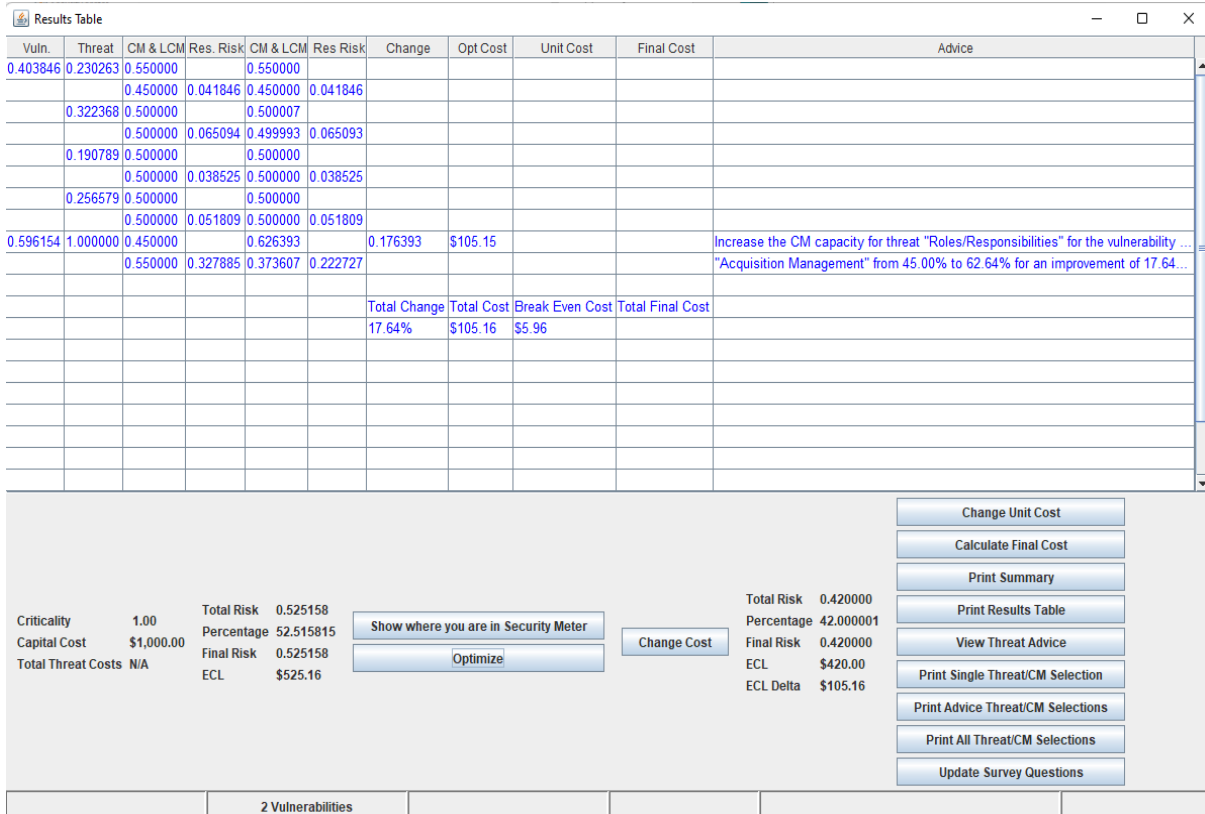 Results Table
Vuln. Threat CM & LCM Res. Risk CM & LCM Res Risk Change Opt Cost Unit Cost Final Cost Advice
0.403846 0.230263 0.550000 0.550000
0.450000 0.041846 0.450000 0.041846
0.322368 0.500000 0.500007
0.500000 0.065094 0.499993 0.065093
0.190789 0.500000 0.500000
0.500000 0.038525 0.500000 0.038525
0.256579 0.500000 0.500000
0.500000 0.051809 0.500000 0.051809
0.596154 1.000000 0.450000 0.626393 0.176393 $105.15 Increase the CM capacity for threat "Roles/Responsibilities" for the vulnerability ...
0.550000 0.327885 0.373607 0.222727 "Acquisition Management" from 45.00% to 62.64% for an improvement of 17.64...
Total Change Total Cost Break Even Cost Total Final Cost
17.64% $105.16 $5.96
Criticality 1.00
Capital Cost $1,000.00
Total Threat Costs N/A
Total Risk 0.525158
Percentage 52.515815
Final Risk 0.525158
ECL $525.16
Show where you are in Security Meter
Optimize
Change Cost
Total Risk 0.420000
Percentage 42.000001
Final Risk 0.420000
ECL $420.00
ECL Delta $105.16
Change Unit Cost
Calculate Final Cost
Print Summary
Print Results Table
View Threat Advice
Print Single Threat/CM Selection
Print Advice Threat/CM Selections
Print All Threat/CM Selections
Update Survey Questions
2 Vulnerabilities